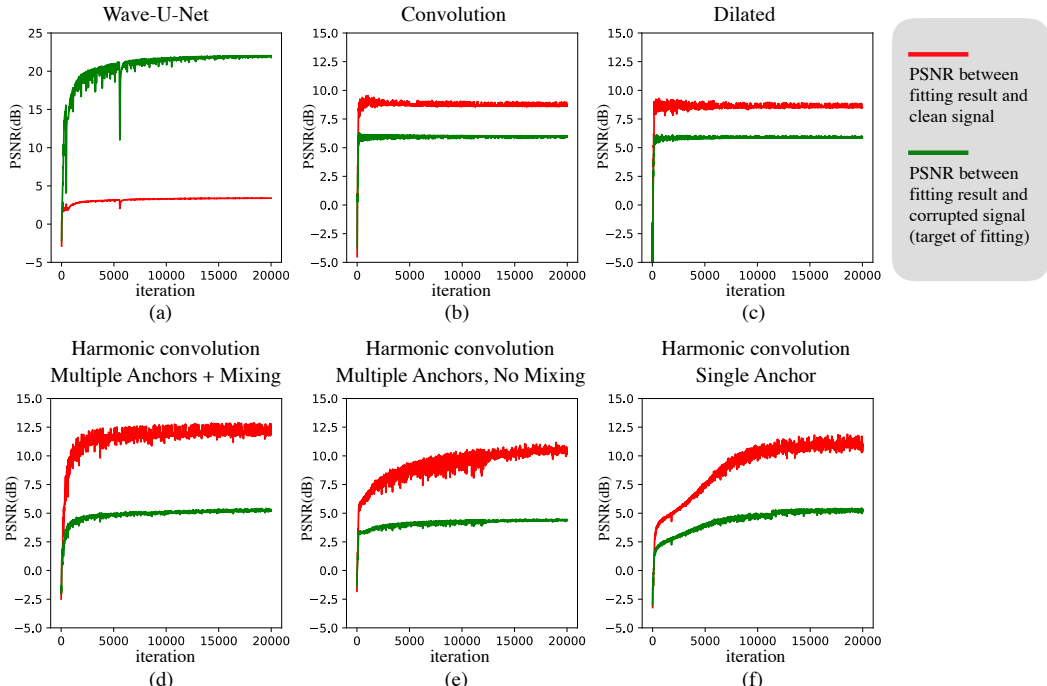 Wave-U-Net
25
20
15
10
5
0
−5
PSNR(dB)
0 5000 10000 15000 20000
iteration
(a)
Convolution
15.0
12.5
10.0
7.5
5.0
2.5
0.0
−2.5
−5.0
PSNR(dB)
0 5000 10000 15000 20000
iteration
(b)
Dilated
15.0
12.5
10.0
7.5
5.0
2.5
0.0
−2.5
−5.0
PSNR(dB)
0 5000 10000 15000 20000
iteration
(c)
PSNR between
fitting result and
clean signal
PSNR between
fitting result and
corrupted signal
(target of fitting)
Harmonic convolution
Multiple Anchors + Mixing
15.0
12.5
10.0
7.5
5.0
2.5
0.0
−2.5
−5.0
PSNR(dB)
0 5000 10000 15000 20000
iteration
(d)
Harmonic convolution
Multiple Anchors, No Mixing
15.0
12.5
10.0
7.5
5.0
2.5
0.0
−2.5
−5.0
PSNR(dB)
0 5000 10000 15000 20000
iteration
(e)
Harmonic convolution
Single Anchor
15.0
12.5
10.0
7.5
5.0
2.5
0.0
−2.5
−5.0
PSNR(dB)
0 5000 10000 15000 20000
iteration
(f)